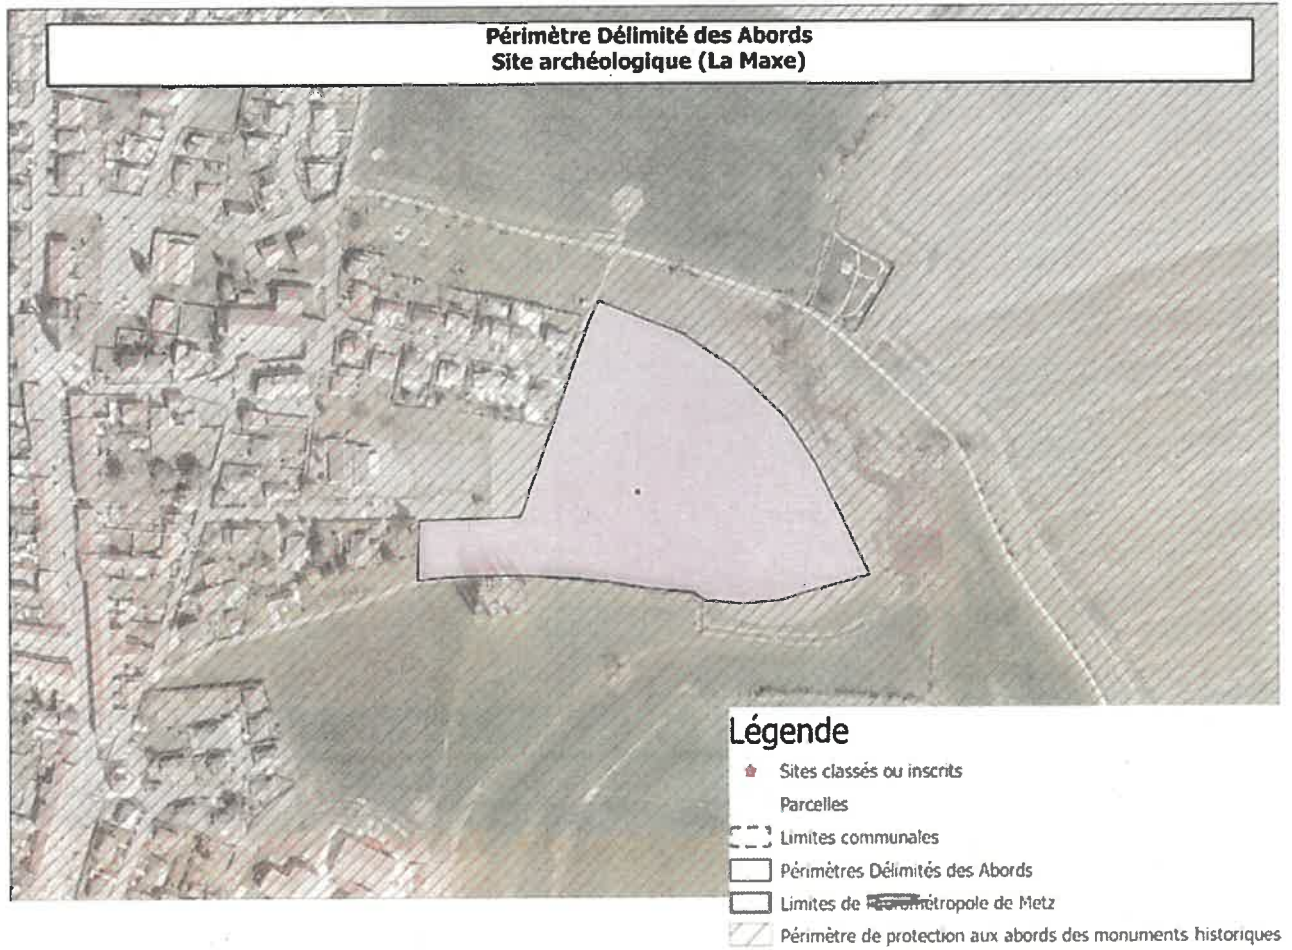 Périmètre Délimité des Abords
Site archéologique (La Maxe)
Légende
Sites classés ou inscrits
Parcelles
Limites communales
Périmètres Délimités des Abords
Limites de métropole de Metz
Périmètre de protection aux abords des monuments historiques